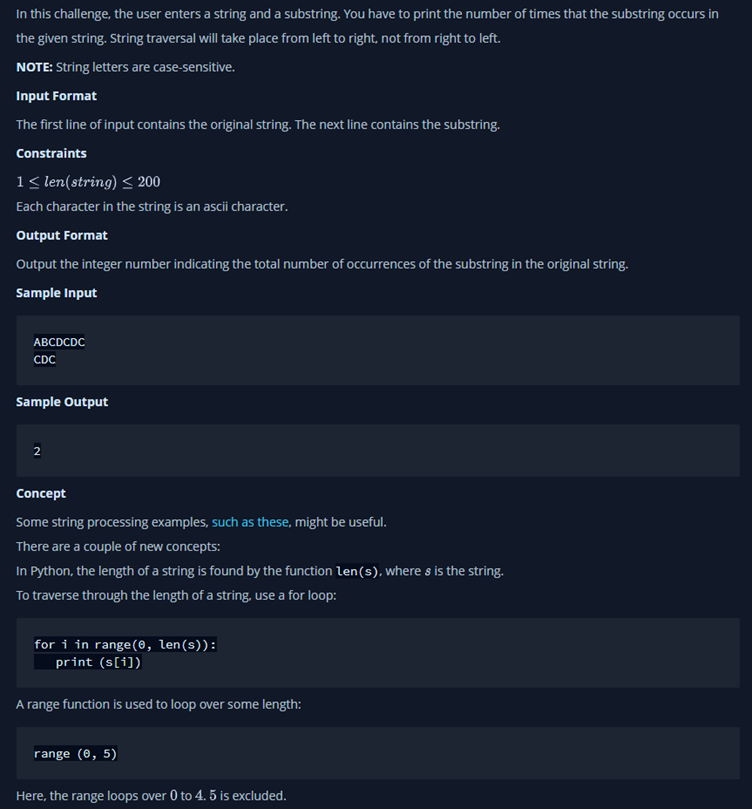 In this challenge, the user enters a string and a substring. You have to print the number of times that the substring occurs in
the given string. String traversal will take place from left to right, not from right to left.
NOTE: String letters are case-sensitive.
Input Format
The first line of input contains the original string. The next line contains the substring.
Constraints
1 ≤ len(string) ≤ 200
Each character in the string is an ascii character.
Output Format
Output the integer number indicating the total number of occurrences of the substring in the original string.
Sample Input
ABCDCDC
CDC
Sample Output
2
Concept
Some string processing examples, such as these, might be useful.
There are a couple of new concepts:
In Python, the length of a string is found by the function len(s), where s is the string.
To traverse through the length of a string, use a for loop:
for i in range(0, len(s)):
    print (s[i])
A range function is used to loop over some length:
range (0, 5)
Here, the range loops over 0 to 4. 5 is excluded.